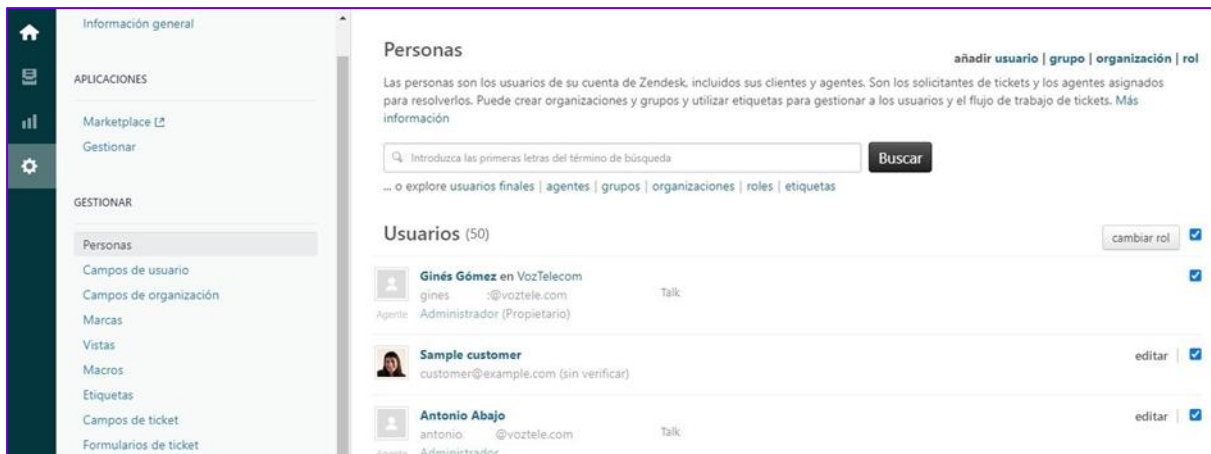 Información general
APLICACIONES
Marketplace
Gestionar
GESTIONAR
Personas
Campos de usuario
Campos de organización
Marcas
Vistas
Macros
Etiquetas
Campos de ticket
Formularios de ticket
Personas
añadir usuario | grupo | organización | rol
Las personas son los usuarios de su cuenta de Zendesk, incluidos sus clientes y agentes. Son los solicitantes de tickets y los agentes asignados
para resolverlos. Puede crear organizaciones y grupos y utilizar etiquetas para gestionar a los usuarios y el flujo de trabajo de tickets. Más
información
Introduzca las primeras letras del término de búsqueda
Buscar
... o explore usuarios finales | agentes | grupos | organizaciones | roles | etiquetas
Usuarios (50)
cambiar rol
Ginés Gómez en VozTelecom
gines :@voztele.com
Talk
Agente
Administrador (Propietario)
Sample customer
editar
customer@example.com (sin verificar)
Antonio Abajo
editar
antonio. @voztele.com
Talk
Agente
Administrador